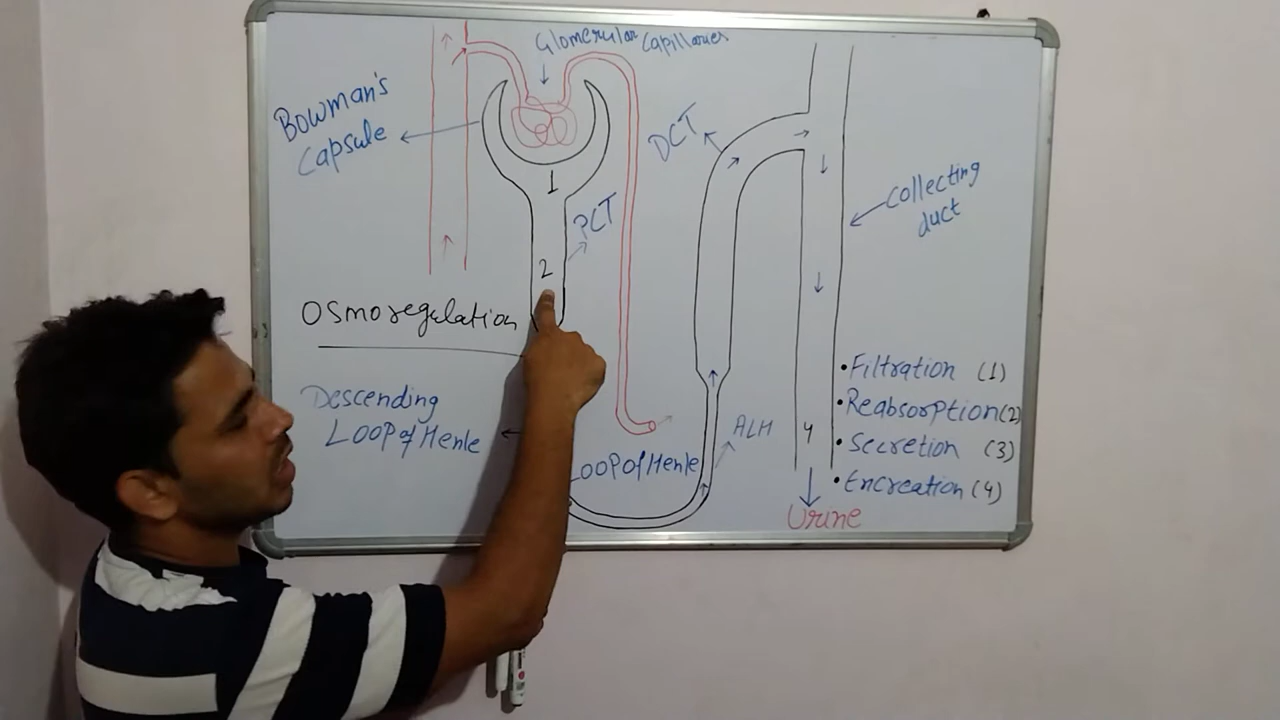 Glomerular Capillaries
Bowman's
Capsule
1
PCT
2
DCT
Collecting
duct
Osmoregulation
Descending
Loop of Henle
Loop of Henle
ALH
4
Urine
•Filtration (1)
•Reabsorption (2)
•Secretion (3)
•Encreation (4)